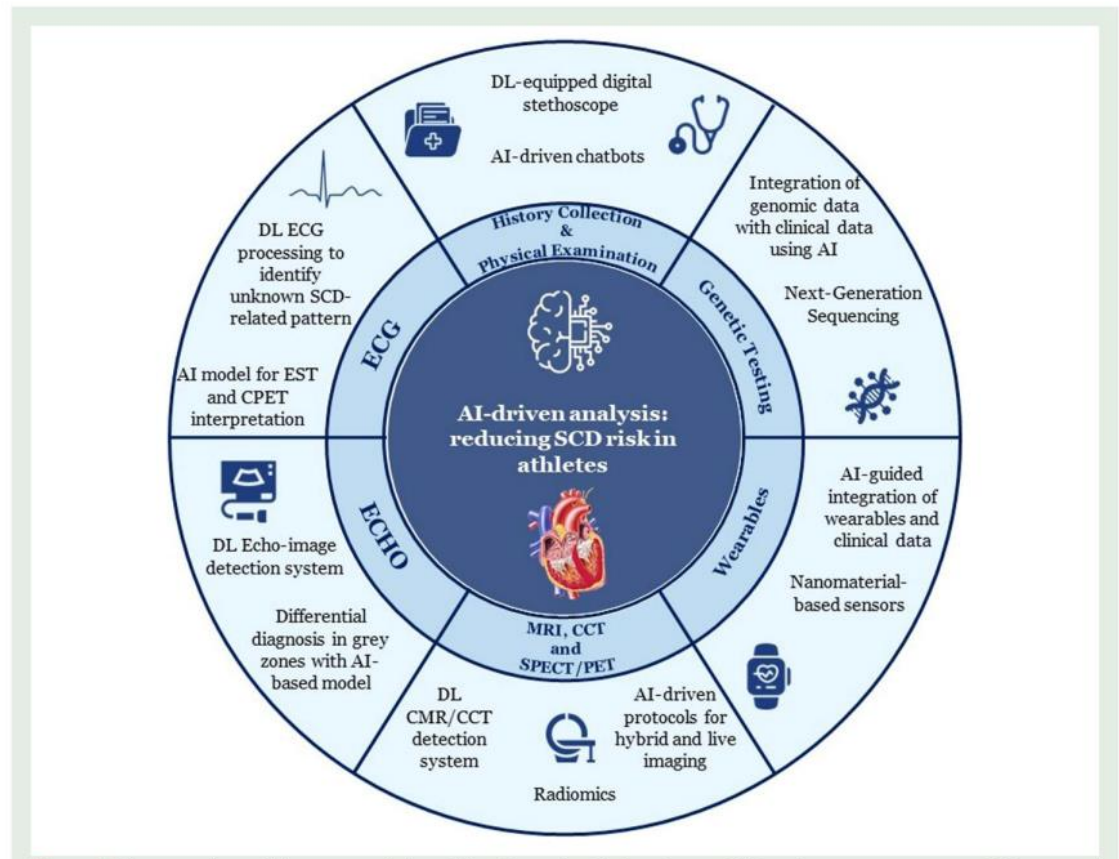 DL-equipped digital
stethoscope
AI-driven chatbots
History Collection
&
Physical Examination
Integration of
genomic data
with clinical data
using AI
Next-Generation
Sequencing
Genetic Testing
AI-guided
integration of
wearables and
clinical data
Nanomaterial-
based sensors
Wearables
MRI, CCT
and
SPECT/PET
DL
CMR/CCT
detection
system
AI-driven
protocols for
hybrid and live
imaging
Radiomics
ECHO
DL Echo-image
detection system
Differential
diagnosis in grey
zones with AI-
based model
ECG
DL ECG
processing to
identify
unknown SCD-
related pattern
AI model for EST
and CPET
interpretation
AI-driven analysis:
reducing SCD risk in
athletes